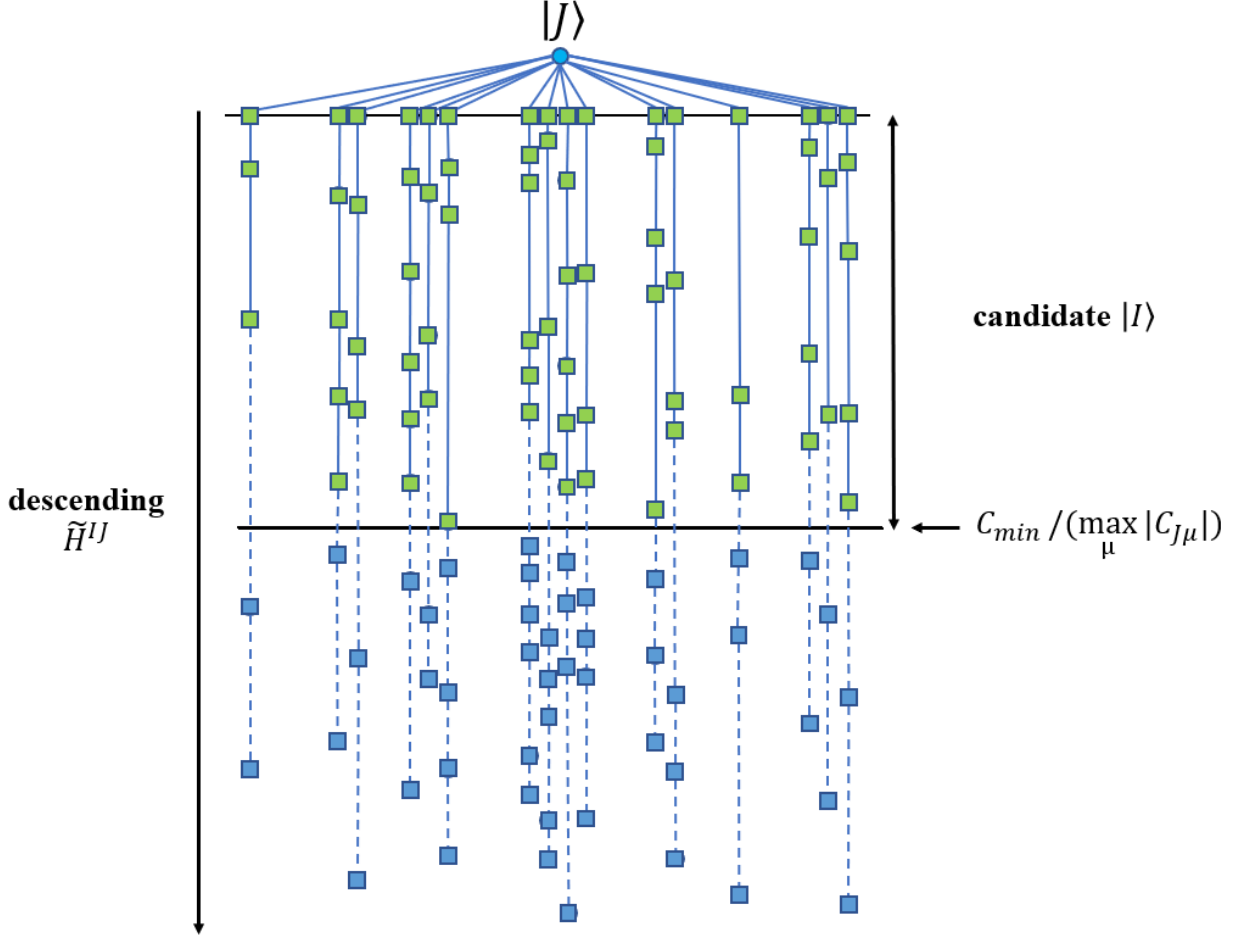 |J⟩
candidate |I⟩
descending
H̃^{IJ}
C_{min} /(max_μ |C_{Jμ}|)